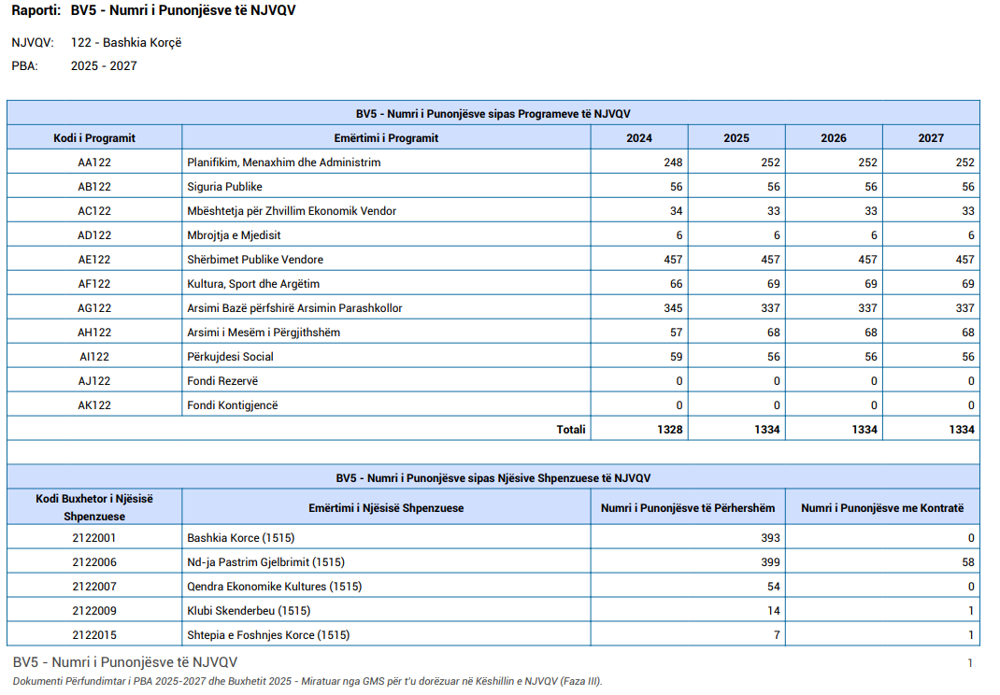 Raporti: BV5 - Numri i Punonjësve të NJVQV
NJVQV: 122 - Bashkia Korçë
PBA: 2025 - 2027
BV5 - Numri i Punonjësve sipas Programeve të NJVQV
Kodi i Programit Emërtimi i Programit 2024 2025 2026 2027
AA122 Planifikim, Menaxhim dhe Administrim 248 252 252 252
AB122 Siguria Publike 56 56 56 56
AC122 Mbështetja për Zhvillim Ekonomik Vendor 34 33 33 33
AD122 Mbrojtja e Mjedisit 6 6 6 6
AE122 Shërbimet Publike Vendore 457 457 457 457
AF122 Kultura, Sport dhe Argëtim 66 69 69 69
AG122 Arsimi Bazë përfshirë Arsimin Parashkollor 345 337 337 337
AH122 Arsimi i Mesëm i Përgjithshëm 57 68 68 68
AI122 Përkujdesi Social 59 56 56 56
AJ122 Fondi Rezervë 0 0 0 0
AK122 Fondi Kontigjencë 0 0 0 0
Totali 1328 1334 1334 1334
BV5 - Numri i Punonjësve sipas Njësive Shpenzuese të NJVQV
Kodi Buxhetor i Njësisë
Shpenzuese Emërtimi i Njësisë Shpenzuese Numri i Punonjësve të Përhershëm Numri i Punonjësve me Kontratë
2122001 Bashkia Korce (1515) 393 0
2122006 Nd-ja Pastrim Gjelbrimit (1515) 399 58
2122007 Qendra Ekonomike Kultures (1515) 54 0
2122009 Klubi Skenderbeu (1515) 14 1
2122015 Shtepia e Foshnjes Korce (1515) 7 1
BV5 - Numri i Punonjësve të NJVQV 1
Dokumenti Përfundimtar i PBA 2025-2027 dhe Buxhetit 2025 - Miratuar nga GMS për t'u dorëzuar në Këshillin e NJVQV (Faza III).